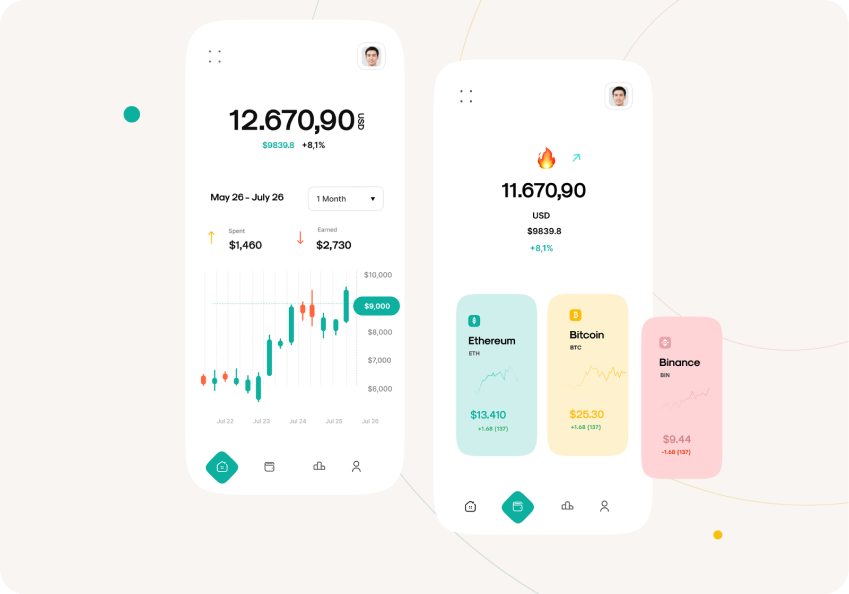 12.670,90 USD
$9839.8 +8,1%
May 26 - July 26
1 Month
Spent
$1,460
Earned
$2,730
$10,000
$9,000
$8,000
$7,000
$6,000
Jul 22 Jul 23 Jul 24 Jul 25 Jul 26
11.670,90
USD
$9839.8
+8,1%
Ethereum
ETH
$13.410
+1.68 (137)
Bitcoin
BTC
$25.30
+1.68 (137)
Binance
BIN
$9.44
-1.68 (137)